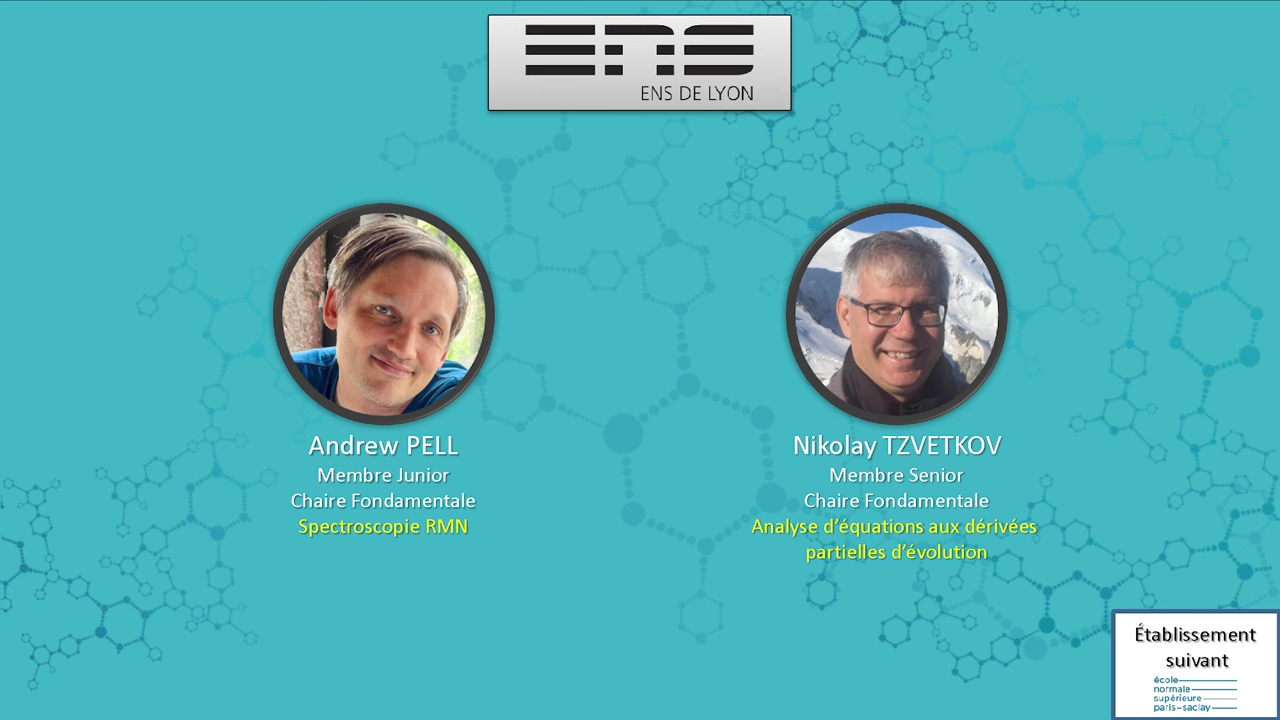 ENS
ENS DE LYON
Andrew PELL
Membre Junior
Chaire Fondamentale
Spectroscopie RMN
Nikolay TZVETKOV
Membre Senior
Chaire Fondamentale
Analyse d’équations aux dérivées
partielles d’évolution
Établissement
suivant
école
normale
supérieure
paris–saclay